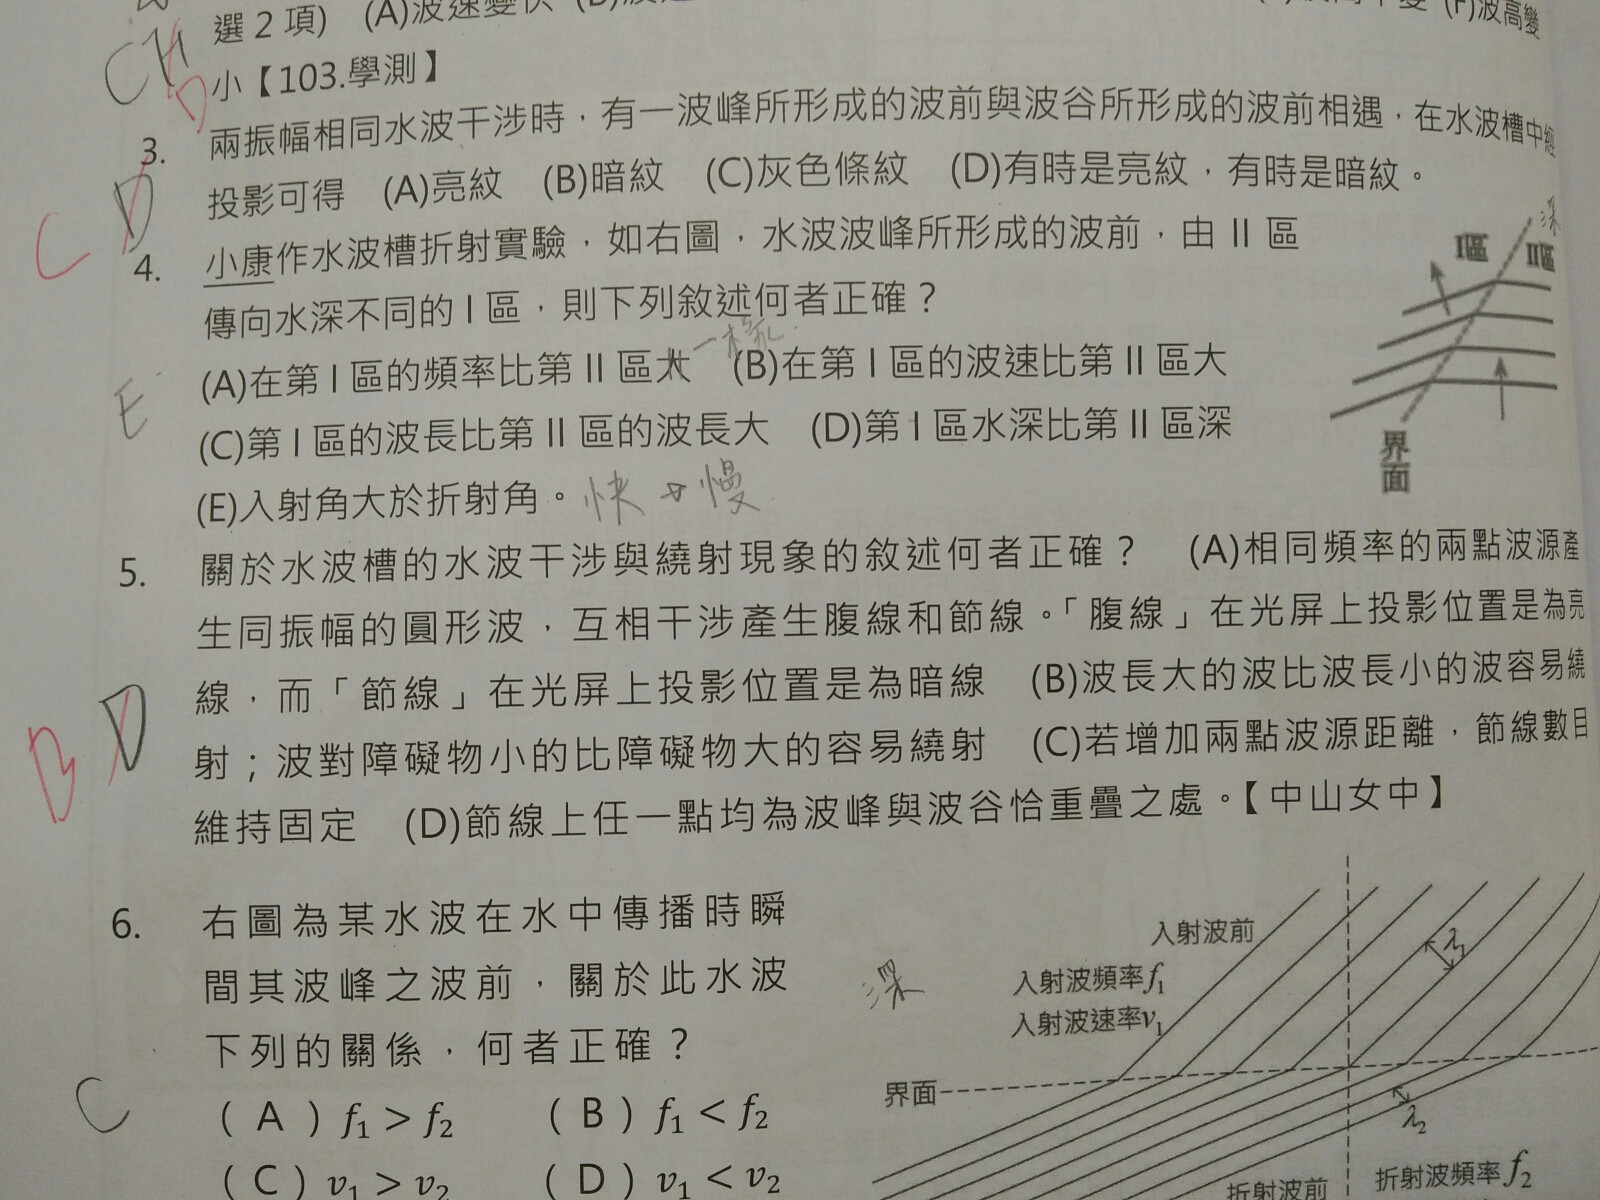 選2項) (A)波速變快
CH
D
小【103.學測】
3. 兩振幅相同水波干涉時，有一波峰所形成的波前與波谷所形成的波前相遇，在水波槽中經
投影可得 (A)亮紋 (B)暗紋 (C)灰色條紋 (D)有時是亮紋，有時是暗紋。
C D
4. 小康作水波槽折射實驗，如右圖，水波波峰所形成的波前，由 II 區
傳向水深不同的 I 區，則下列敘述何者正確？
一樣
(A)在第 I 區的頻率比第 II 區大 (B)在第 I 區的波速比第 II 區大
E
(C)第 I 區的波長比第 II 區的波長大 (D)第 I 區水深比第 II 區深
(E)入射角大於折射角。 快→慢
深
I區 II區
界面
5. 關於水波槽的水波干涉與繞射現象的敘述何者正確？ (A)相同頻率的兩點波源產
生同振幅的圓形波，互相干涉產生腹線和節線。「腹線」在光屏上投影位置是為亮
線，而「節線」在光屏上投影位置是為暗線 (B)波長大的波比波長小的波容易繞
B D
射；波對障礙物小的比障礙物大的容易繞射 (C)若增加兩點波源距離，節線數目
維持固定 (D)節線上任一點均為波峰與波谷恰重疊之處。【中山女中】
6. 右圖為某水波在水中傳播時瞬
間其波峰之波前，關於此水波
下列的關係，何者正確？
C
(A) f₁ > f₂ (B) f₁ < f₂
(C) v₁ > v₂ (D) v₁ < v₂
深
入射波前
λ₁
入射波頻率f₁
入射波速率v₁
界面
λ₂
折射波前
折射波頻率f₂